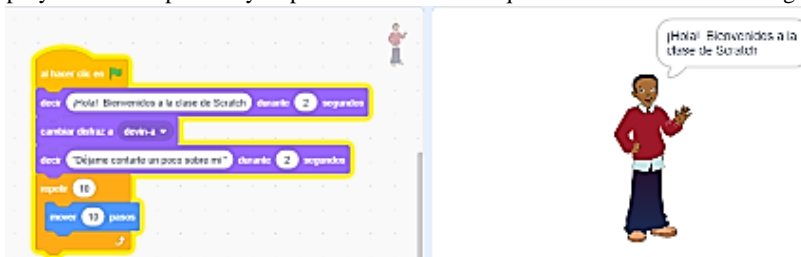 al hacer clic en
decir ¡Hola! Bienvenidos a la clase de Scratch durante 2 segundos
cambiar disfraz a devin-a
decir "Déjame contarte un poco sobre mi" durante 2 segundos
repetir 10
mover 10 pasos
¡Hola! Bienvenidos a la
clase de Scratch